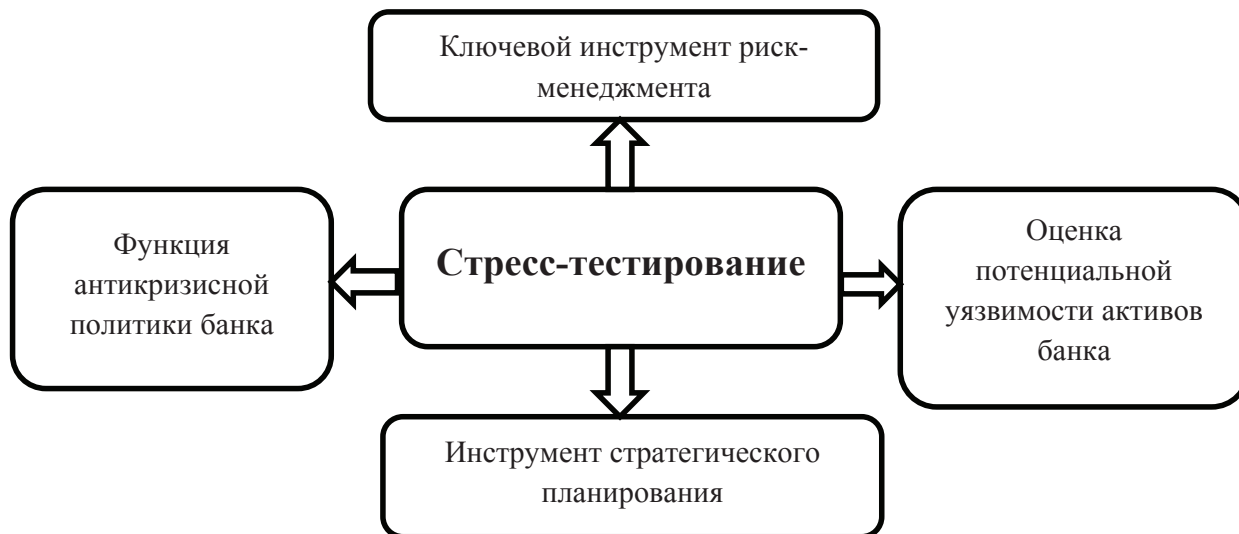 Ключевой инструмент риск-
менеджмента
Функция
антикризисной
политики банка
Стресс-тестирование
Оценка
потенциальной
уязвимости активов
банка
Инструмент стратегического
планирования